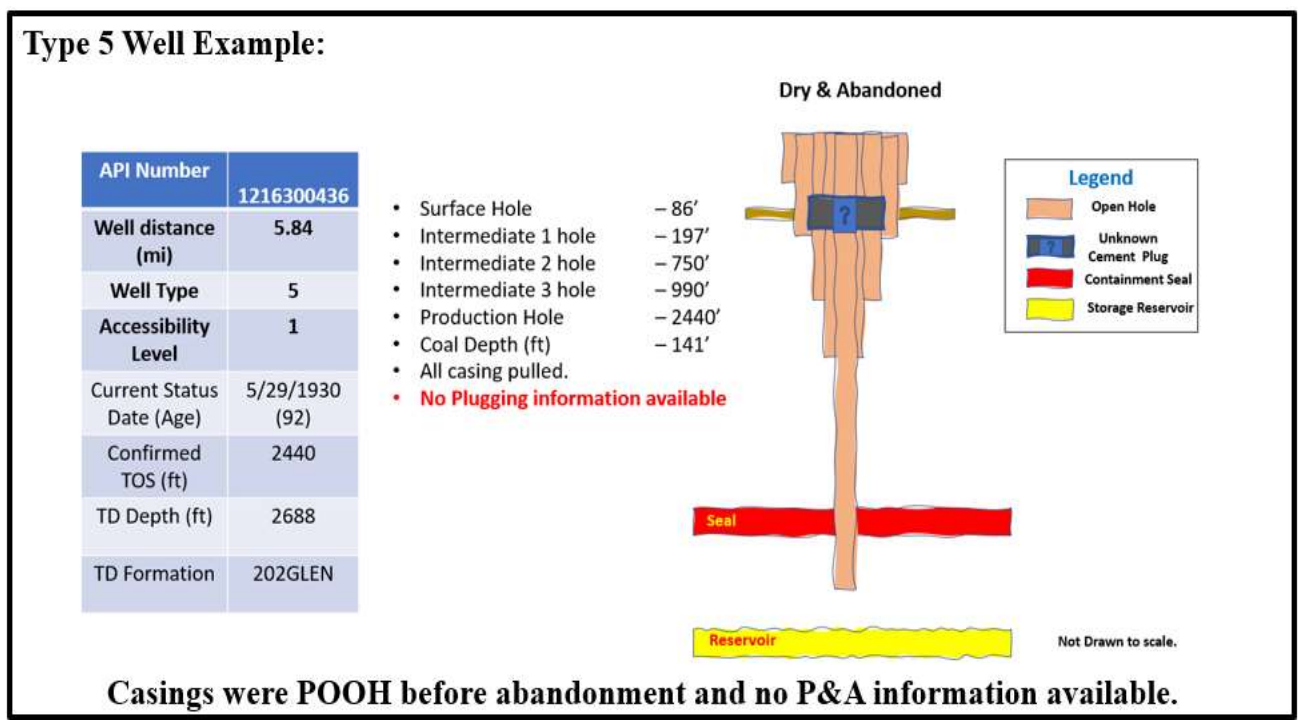 Type 5 Well Example:
Dry & Abandoned
API Number
1216300436
Well distance
(mi)
5.84
Well Type
5
Accessibility
Level
1
Current Status
Date (Age)
5/29/1930
(92)
Confirmed
TOS (ft)
2440
TD Depth (ft)
2688
TD Formation
202GLEN
• Surface Hole – 86’
• Intermediate 1 hole – 197’
• Intermediate 2 hole – 750’
• Intermediate 3 hole – 990’
• Production Hole – 2440’
• Coal Depth (ft) – 141’
• All casing pulled.
• No Plugging information available
?
Seal
Reservoir
Legend
Open Hole
?
Unknown
Cement Plug
Containment Seal
Storage Reservoir
Not Drawn to scale.
Casings were POOH before abandonment and no P&A information available.